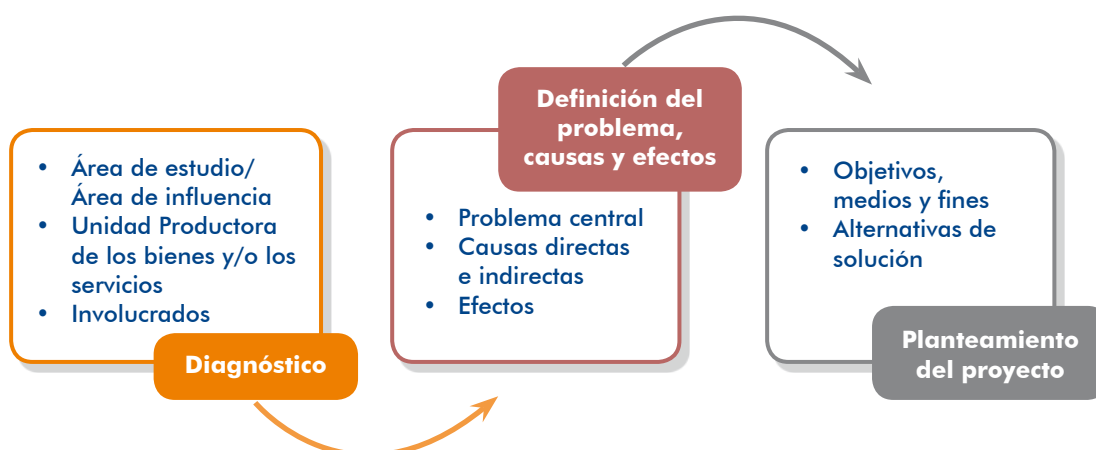 • Área de estudio/
Área de influencia
• Unidad Productora
de los bienes y/o los
servicios
• Involucrados
Diagnóstico
Definición del
problema,
causas y efectos
• Problema central
• Causas directas
e indirectas
• Efectos
• Objetivos,
medios y fines
• Alternativas de
solución
Planteamiento
del proyecto